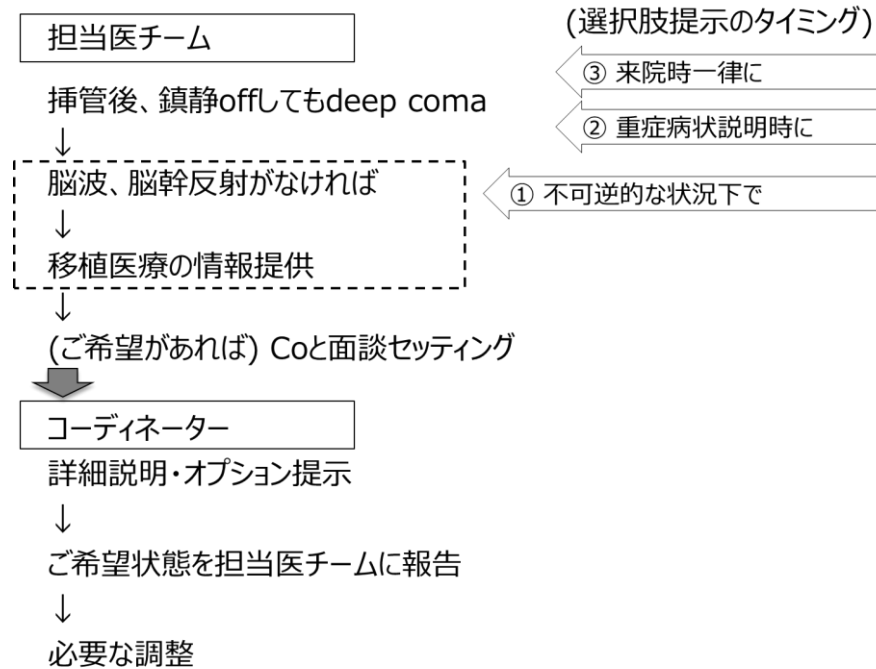 担当医チーム
(選択肢提示のタイミング)
③ 来院時一律に
挿管後、鎮静offしてもdeep coma
② 重症病状説明時に
↓
脳波、脳幹反射がなければ
① 不可逆的な状況下で
↓
移植医療の情報提供
↓
(ご希望があれば) Coと面談セッティング
コーディネーター
詳細説明・オプション提示
↓
ご希望状態を担当医チームに報告
↓
必要な調整